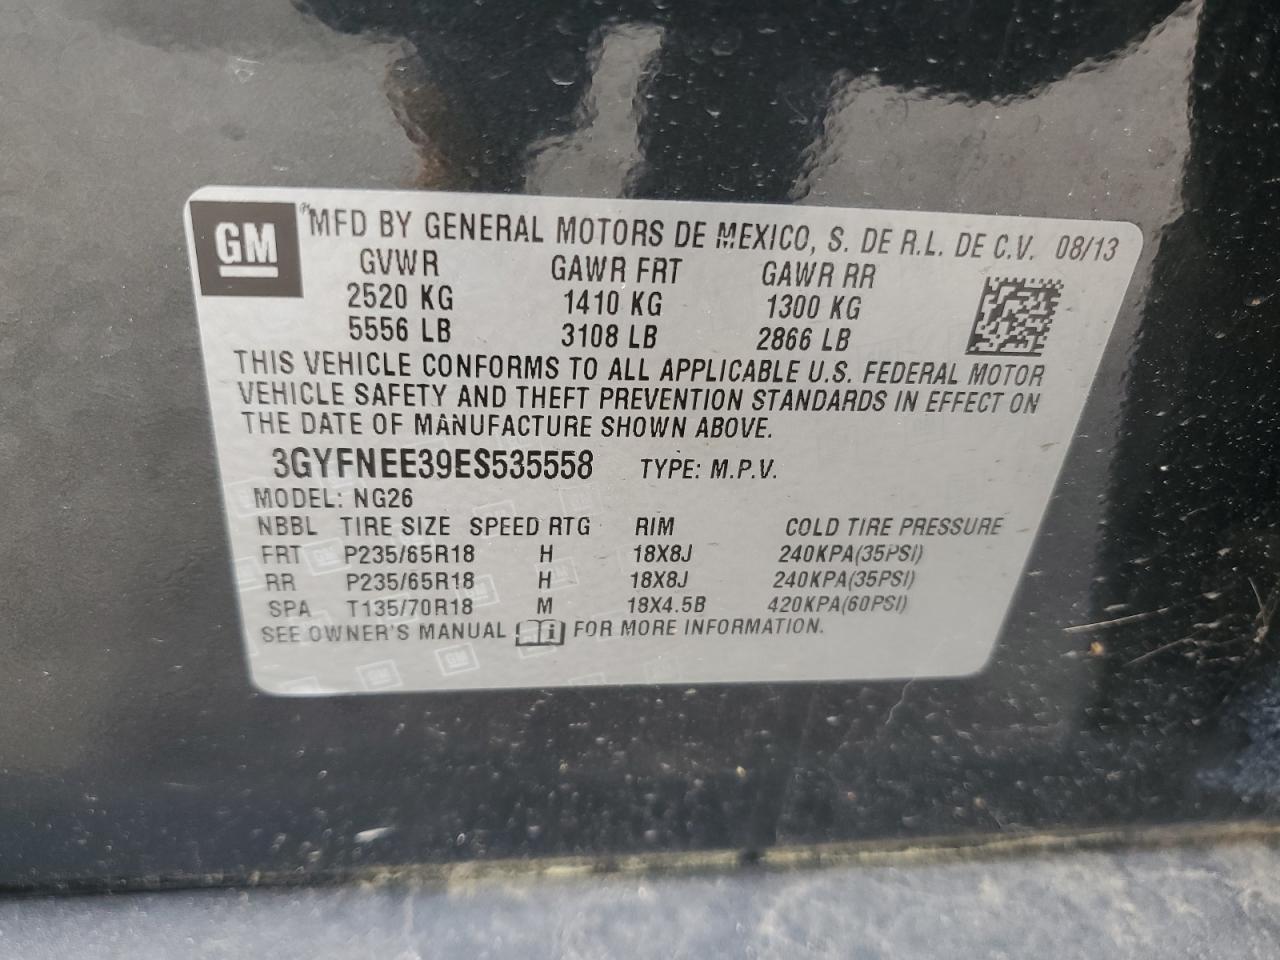 GM
MFD BY GENERAL MOTORS DE MEXICO, S. DE R.L. DE C.V. 08/13
GVWR GAWR FRT GAWR RR
2520 KG 1410 KG 1300 KG
5556 LB 3108 LB 2866 LB
THIS VEHICLE CONFORMS TO ALL APPLICABLE U.S. FEDERAL MOTOR
VEHICLE SAFETY AND THEFT PREVENTION STANDARDS IN EFFECT ON
THE DATE OF MANUFACTURE SHOWN ABOVE.
3GYFNEE39ES535558 TYPE: M.P.V.
MODEL: NG26
NBBL TIRE SIZE SPEED RTG RIM COLD TIRE PRESSURE
FRT P235/65R18 H 18X8J 240KPA(35PSI)
RR P235/65R18 H 18X8J 240KPA(35PSI)
SPA T135/70R18 M 18X4.5B 420KPA(60PSI)
SEE OWNER'S MANUAL i FOR MORE INFORMATION.